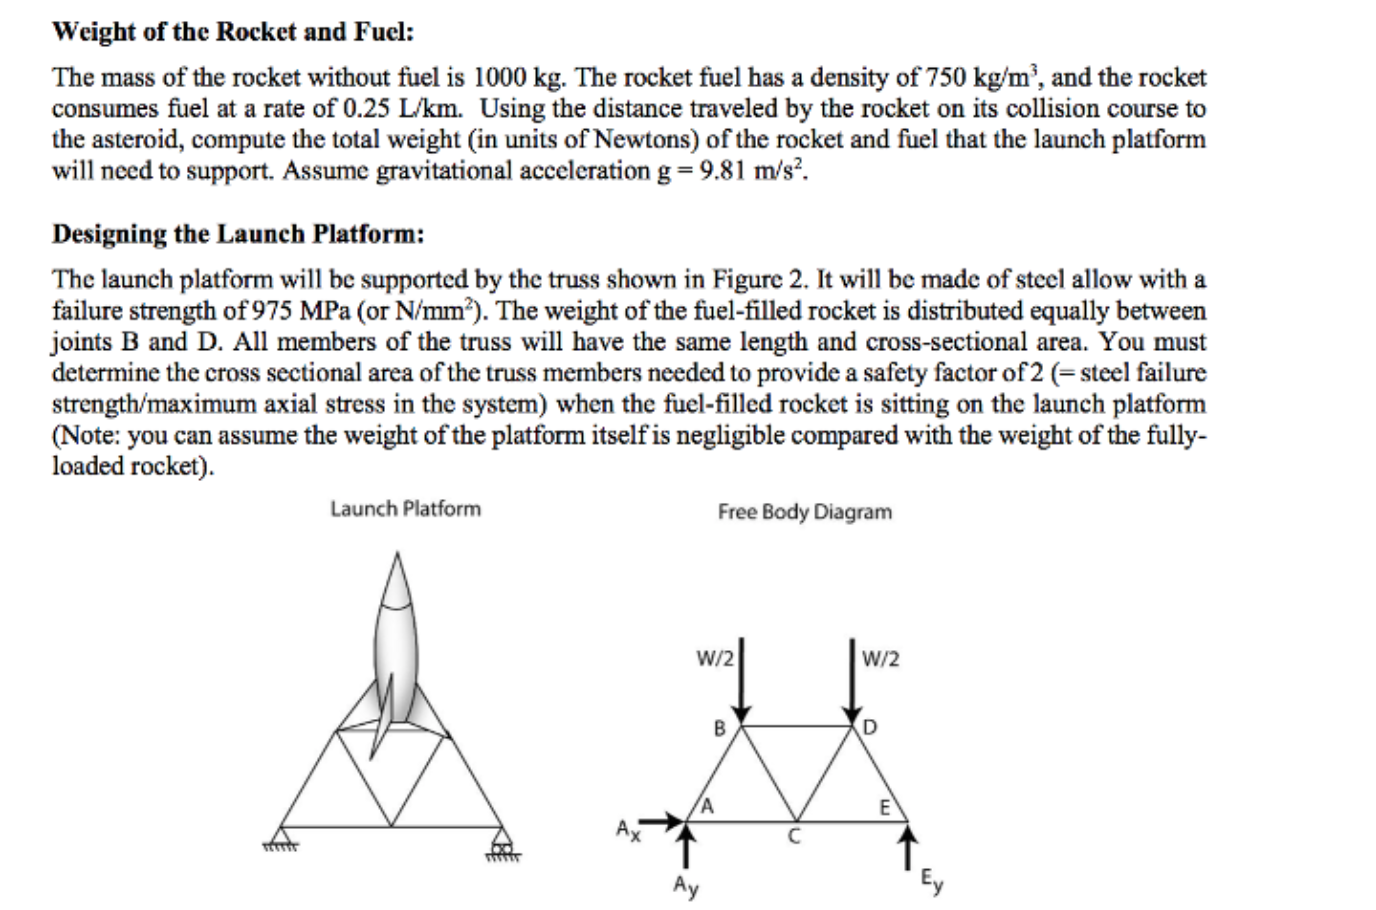 Weight of the Rocket and Fuel:
The mass of the rocket without fuel is 1000 kg. The rocket fuel has a density of 750 kg/m³, and the rocket
consumes fuel at a rate of 0.25 L/km. Using the distance traveled by the rocket on its collision course to
the asteroid, compute the total weight (in units of Newtons) of the rocket and fuel that the launch platform
will need to support. Assume gravitational acceleration g = 9.81 m/s².
Designing the Launch Platform:
The launch platform will be supported by the truss shown in Figure 2. It will be made of steel allow with a
failure strength of 975 MPa (or N/mm²). The weight of the fuel-filled rocket is distributed equally between
joints B and D. All members of the truss will have the same length and cross-sectional area. You must
determine the cross sectional area of the truss members needed to provide a safety factor of 2 (= steel failure
strength/maximum axial stress in the system) when the fuel-filled rocket is sitting on the launch platform
(Note: you can assume the weight of the platform itself is negligible compared with the weight of the fully-
loaded rocket).
Launch Platform
Free Body Diagram
W/2
W/2
B
D
A
E
Ax
C
Ay
Ey